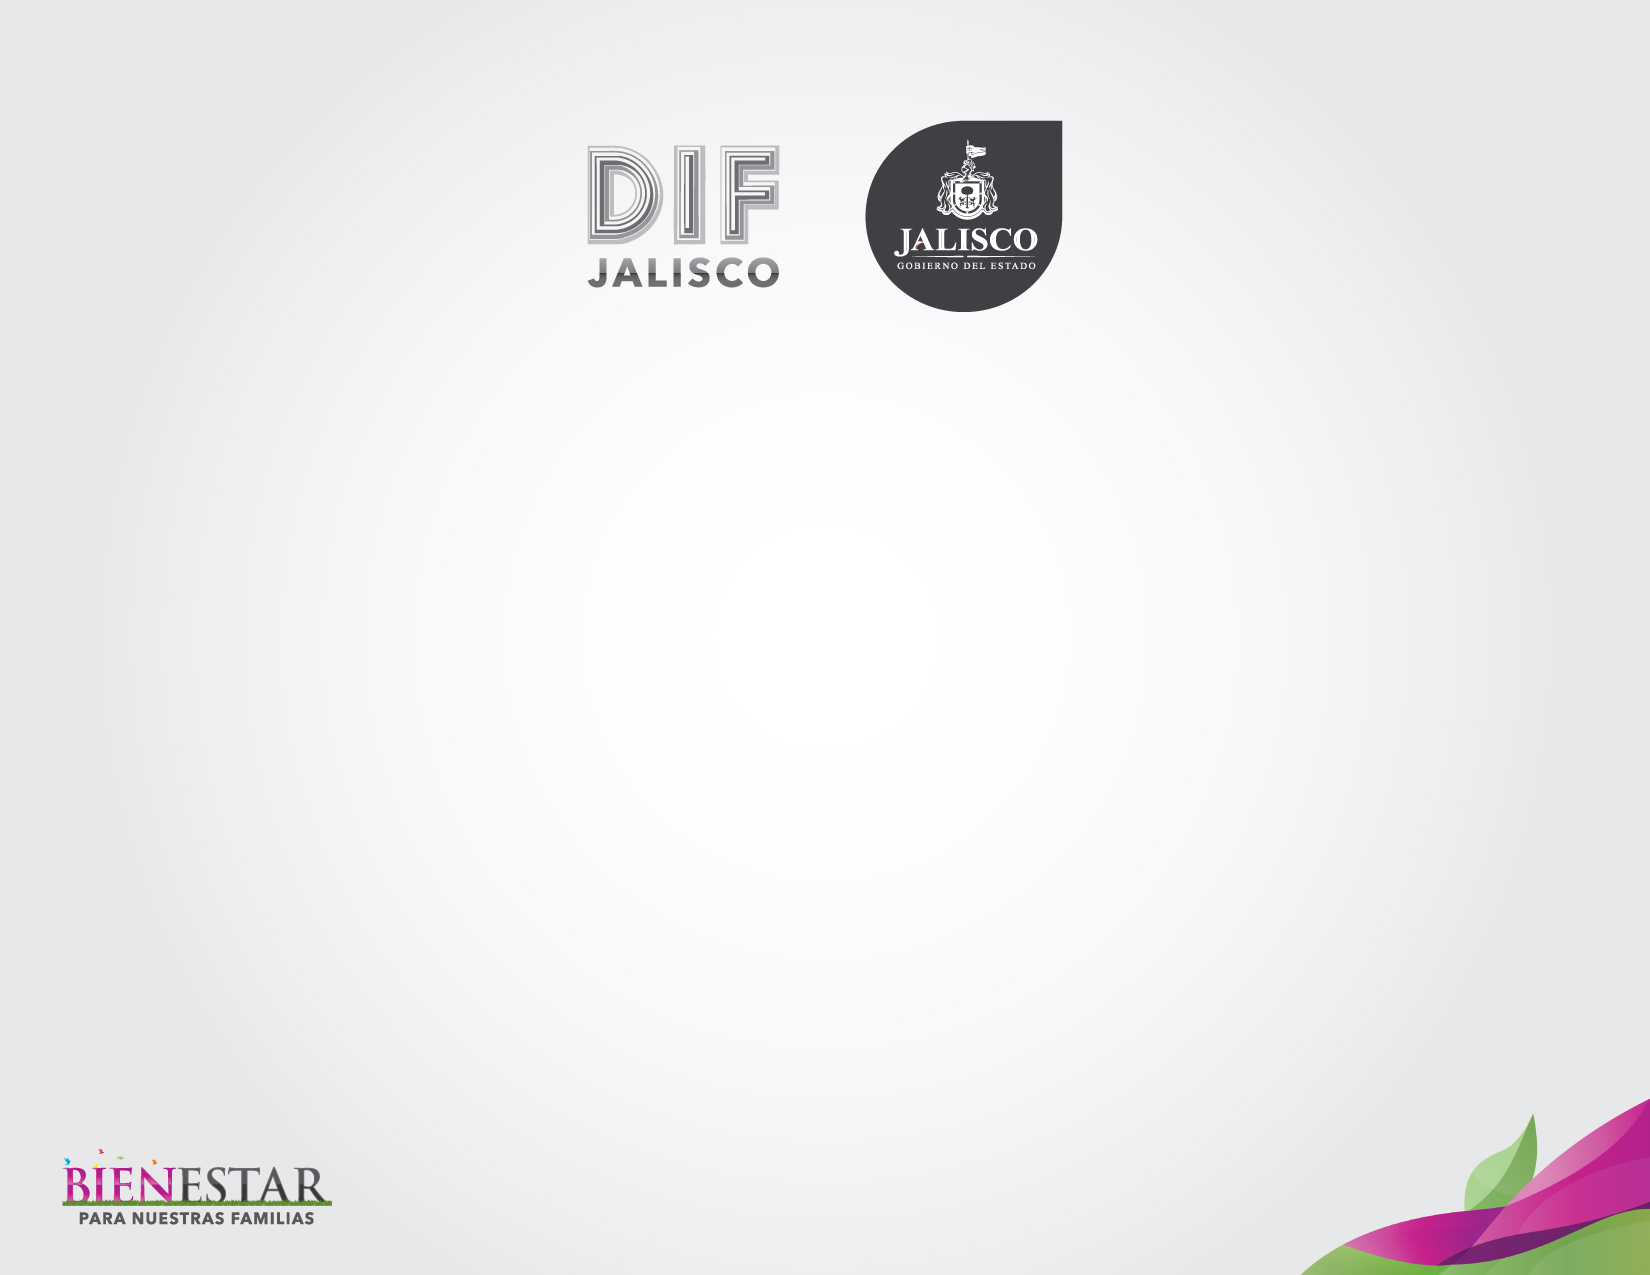 DIF
JALISCO
JALISCO
GOBIERNO DEL ESTADO
BIENESTAR
PARA NUESTRAS FAMILIAS